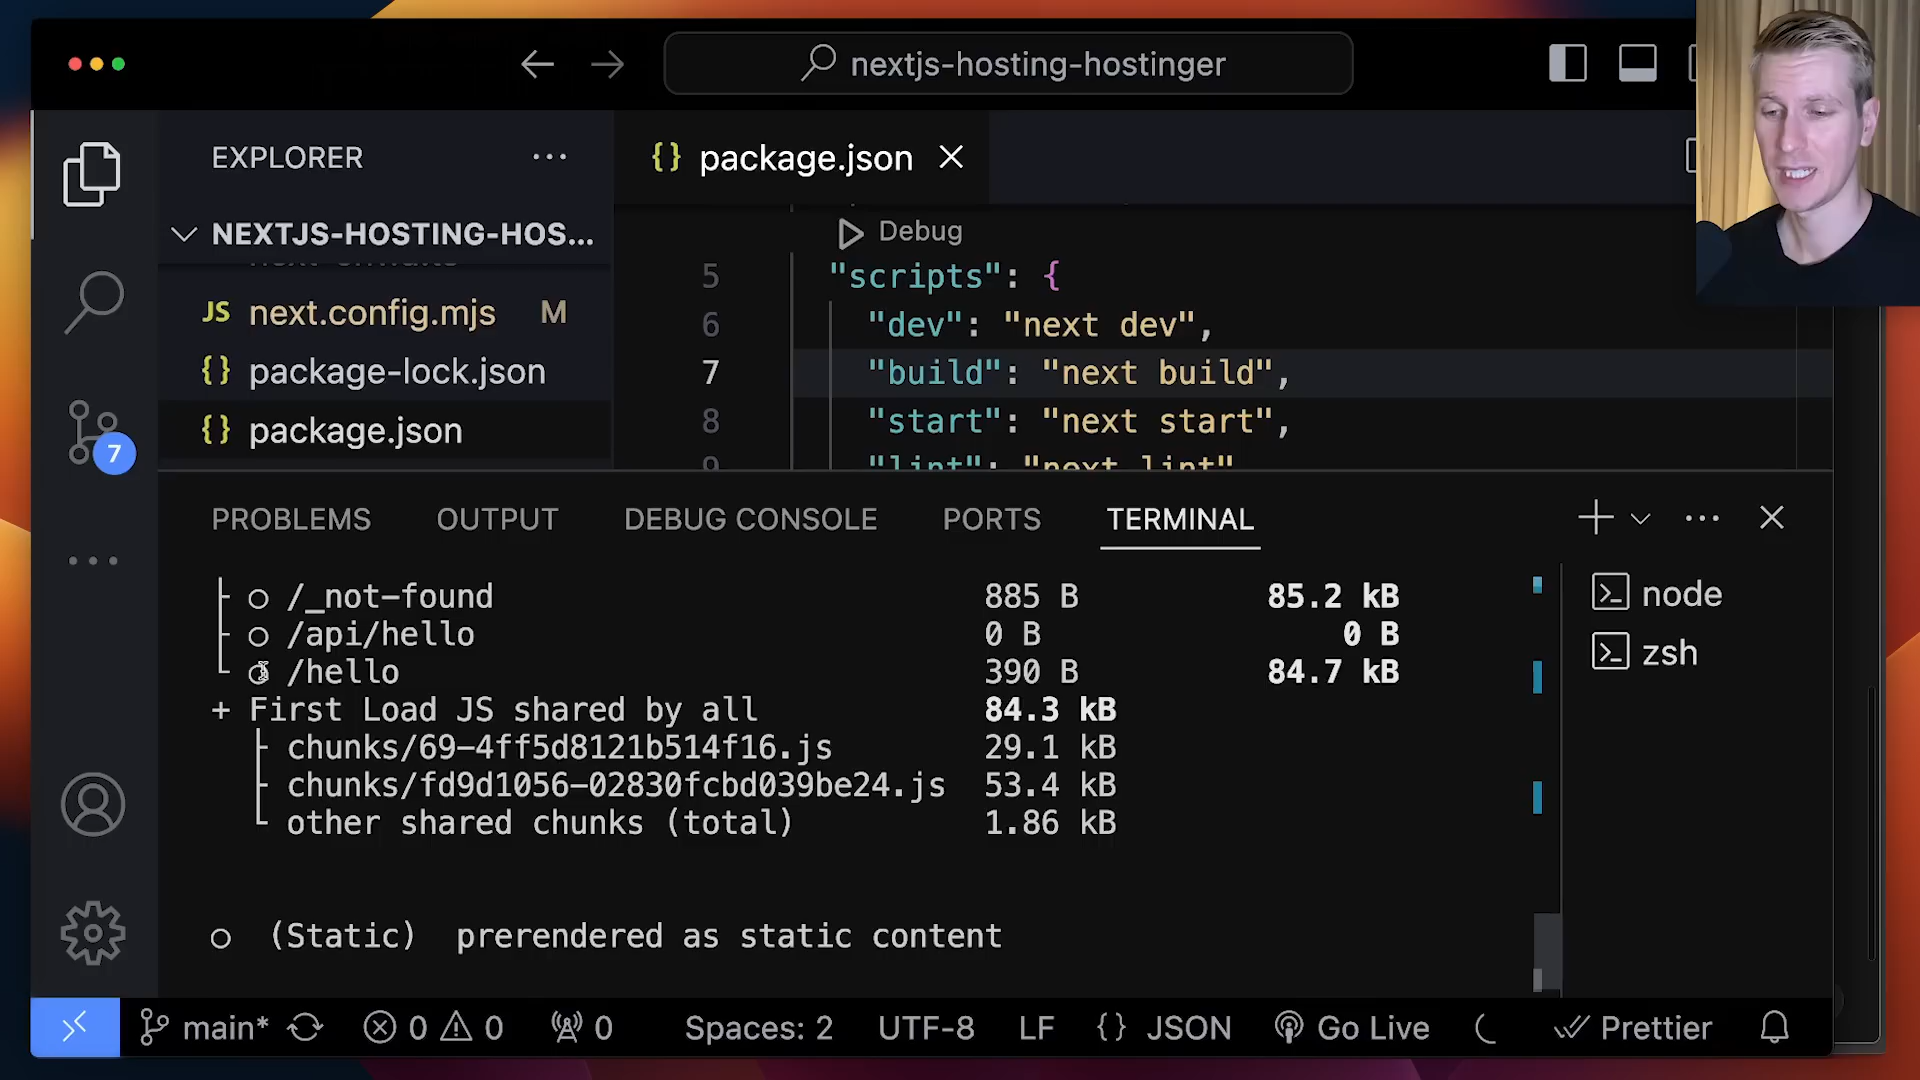 nextjs-hosting-hostinger
EXPLORER
package.json
NEXTJS-HOSTING-HOS...
JS next.config.mjs M
{} package-lock.json
{} package.json
Debug
5 "scripts": {
6 "dev": "next dev",
7 "build": "next build",
8 "start": "next start",
9 "lint": "next lint"
7
PROBLEMS OUTPUT DEBUG CONSOLE PORTS TERMINAL
├ ○ /_not-found 885 B 85.2 kB
├ ○ /api/hello 0 B 0 B
└ ○ /hello 390 B 84.7 kB
+ First Load JS shared by all 84.3 kB
├ chunks/69-4ff5d8121b514f16.js 29.1 kB
├ chunks/fd9d1056-02830fcbd039be24.js 53.4 kB
└ other shared chunks (total) 1.86 kB
○ (Static) prerendered as static content
node
zsh
main* 0 0 0 Spaces: 2 UTF-8 LF {} JSON Go Live Prettier